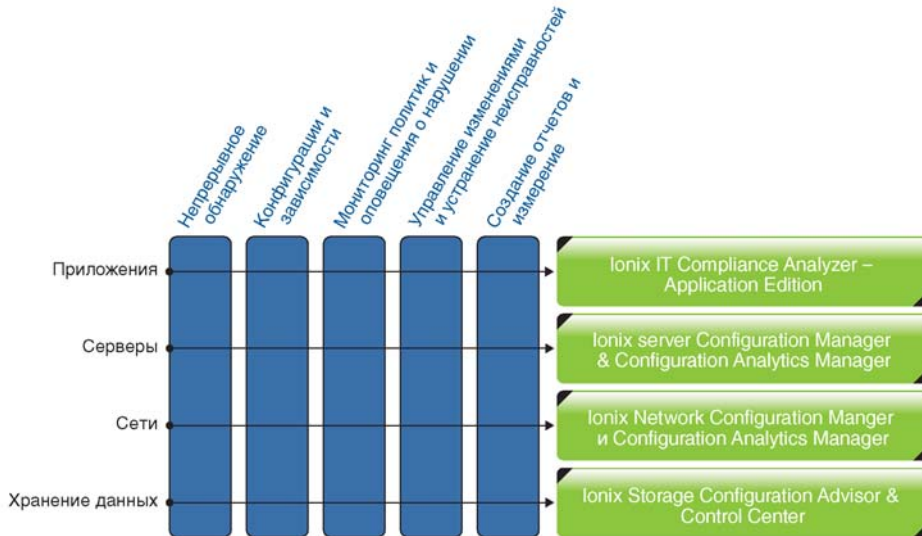 Непрерывное
обнаружение
Конфигурации и
зависимости
Мониторинг политик и
оповещения о нарушении
Управление изменениями
и устранение неисправностей
Создание отчетов и
измерение
Приложения
Ionix IT Compliance Analyzer –
Application Edition
Серверы
Ionix server Configuration Manager
& Configuration Analytics Manager
Сети
Ionix Network Configuration Manger
и Configuration Analytics Manager
Хранение данных
Ionix Storage Configuration Advisor &
Control Center